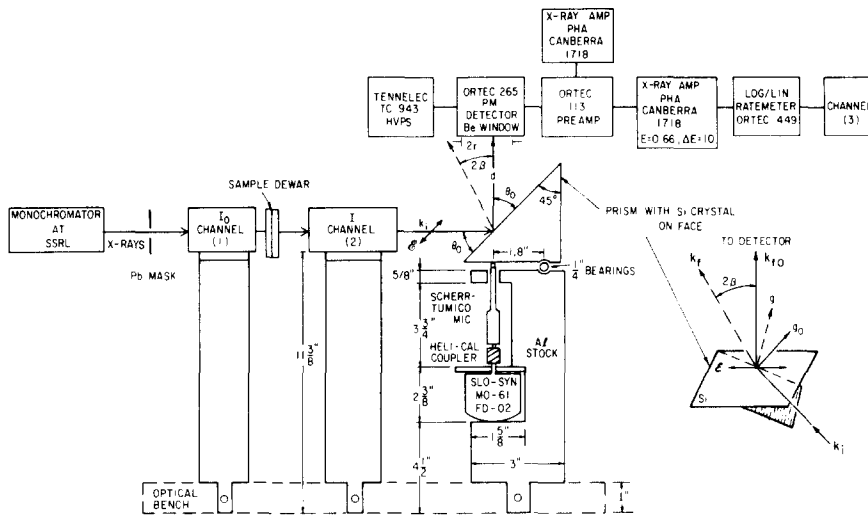 X-RAY AMP
PHA
CANBERRA
1718
TENNELEC
TC 943
HVPS
ORTEC 265
PM
DETECTOR
Be WINDOW
ORTEC
113
PREAMP
X-RAY AMP
PHA
CANBERRA
1718
E=0.66, ΔE=10
LOG/LIN
RATEMETER
ORTEC 449
CHANNEL
(3)
2r
2β
d
θ₀
45°
SAMPLE DEWAR
MONOCHROMATOR
AT
SSRL
X-RAYS
Pb MASK
I₀
CHANNEL
(1)
I
CHANNEL
(2)
k_i
ℰ
θ₀
1.8"
PRISM WITH Si CRYSTAL
ON FACE
TO DETECTOR
k_f
k_f0
2β
g
g₀
ℰ
Si
k_i
5/8"
1/4" BEARINGS
SCHERR-
TUMICO
MIC
3 3/4"
HELI-CAL
COUPLER
Aℓ
STOCK
2 3/8"
SLO-SYN
MO-61
FD-02
1 5/8"
3"
4 1/2"
OPTICAL
BENCH
1"